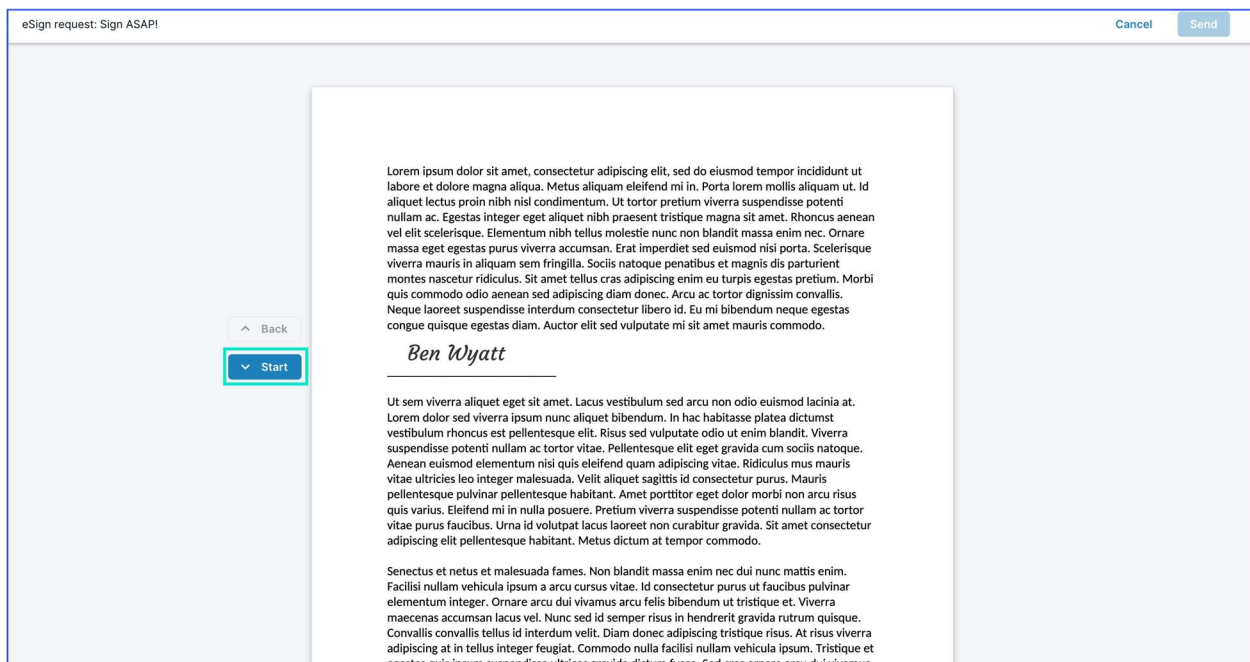 eSign request: Sign ASAP!
Cancel
Send
Lorem ipsum dolor sit amet, consectetur adipiscing elit, sed do eiusmod tempor incididunt ut
labore et dolore magna aliqua. Metus aliquam eleifend mi in. Porta lorem mollis aliquam ut. Id
aliquet lectus proin nibh nisl condimentum. Ut tortor pretium viverra suspendisse potenti
nullam ac. Egestas integer eget aliquet nibh praesent tristique magna sit amet. Rhoncus aenean
vel elit scelerisque. Elementum nibh tellus molestie nunc non blandit massa enim nec. Ornare
massa eget egestas purus viverra accumsan. Erat imperdiet sed euismod nisi porta. Scelerisque
viverra mauris in aliquam sem fringilla. Sociis natoque penatibus et magnis dis parturient
montes nascetur ridiculus. Sit amet tellus cras adipiscing enim eu turpis egestas pretium. Morbi
quis commodo odio aenean sed adipiscing diam donec. Arcu ac tortor dignissim convallis.
Neque laoreet suspendisse interdum consectetur libero id. Eu mi bibendum neque egestas
congue quisque egestas diam. Auctor elit sed vulputate mi sit amet mauris commodo.
Back
Start
Ben Wyatt
Ut sem viverra aliquet eget sit amet. Lacus vestibulum sed arcu non odio euismod lacinia at.
Lorem dolor sed viverra ipsum nunc aliquet bibendum. In hac habitasse platea dictumst
vestibulum rhoncus est pellentesque elit. Risus sed vulputate odio ut enim blandit. Viverra
suspendisse potenti nullam ac tortor vitae. Pellentesque elit eget gravida cum sociis natoque.
Aenean euismod elementum nisi quis eleifend quam adipiscing vitae. Ridiculus mus mauris
vitae ultricies leo integer malesuada. Velit aliquet sagittis id consectetur purus. Mauris
pellentesque pulvinar pellentesque habitant. Amet porttitor eget dolor morbi non arcu risus
quis varius. Eleifend mi in nulla posuere. Pretium viverra suspendisse potenti nullam ac tortor
vitae purus faucibus. Urna id volutpat lacus laoreet non curabitur gravida. Sit amet consectetur
adipiscing elit pellentesque habitant. Metus dictum at tempor commodo.
Senectus et netus et malesuada fames. Non blandit massa enim nec dui nunc mattis enim.
Facilisi nullam vehicula ipsum a arcu cursus vitae. Id consectetur purus ut faucibus pulvinar
elementum integer. Ornare arcu dui vivamus arcu felis bibendum ut tristique et. Viverra
maecenas accumsan lacus vel. Nunc sed id semper risus in hendrerit gravida rutrum quisque.
Convallis convallis tellus id interdum velit. Diam donec adipiscing tristique risus. At risus viverra
adipiscing at in tellus integer feugiat. Commodo nulla facilisi nullam vehicula ipsum. Tristique et